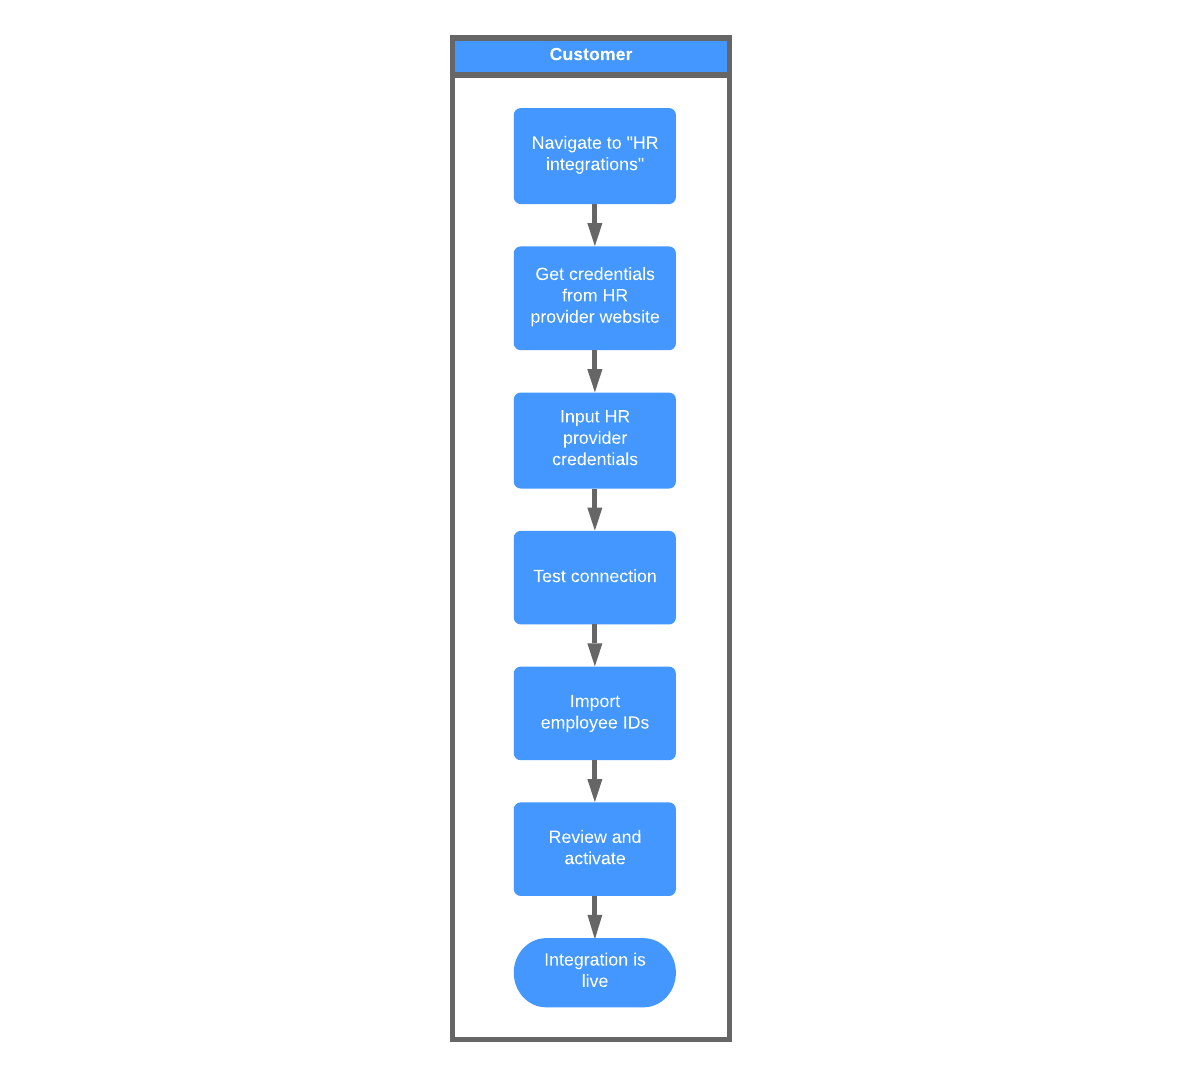 Customer
Navigate to "HR
integrations"
Get credentials
from HR
provider website
Input HR
provider
credentials
Test connection
Import
employee IDs
Review and
activate
Integration is
live